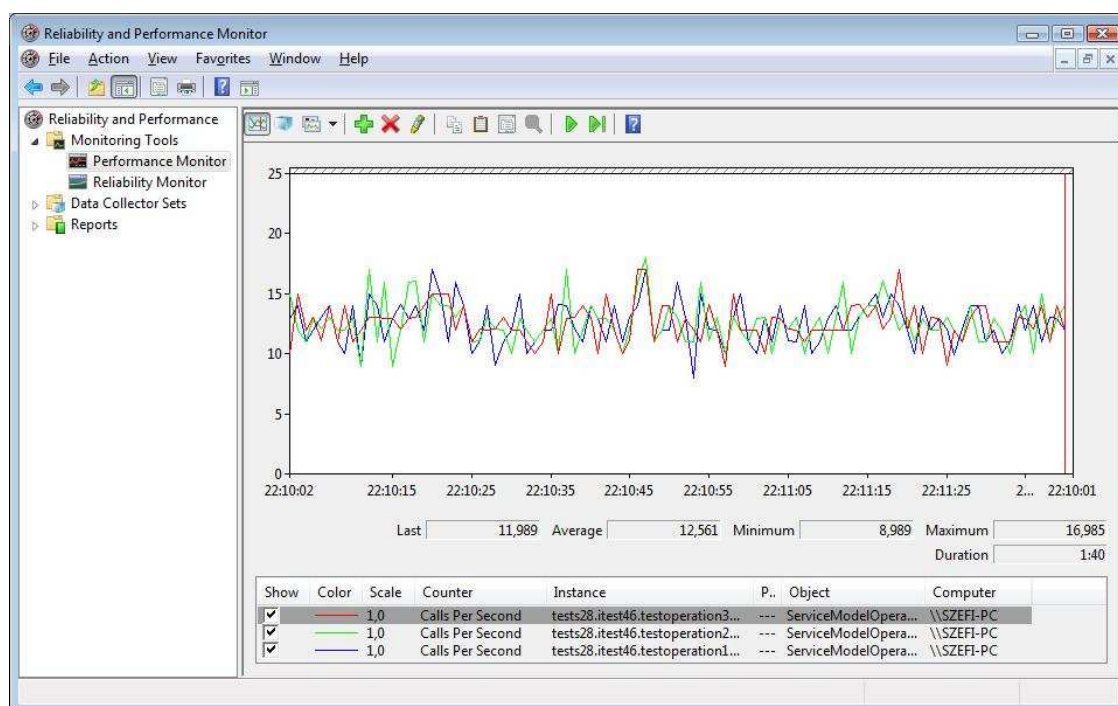 Reliability and Performance Monitor
File Action View Favorites Window Help
Reliability and Performance
Monitoring Tools
Performance Monitor
Reliability Monitor
Data Collector Sets
Reports
25
20
15
10
5
0
22:10:02 22:10:15 22:10:25 22:10:35 22:10:45 22:10:55 22:11:05 22:11:15 22:11:25 2... 22:10:01
Last 11,989 Average 12,561 Minimum 8,989 Maximum 16,985
Duration 1:40
Show Color Scale Counter Instance P.. Object Computer
1,0 Calls Per Second tests28.itest46.testoperation3... --- ServiceModelOpera... \\SZEFI-PC
1,0 Calls Per Second tests28.itest46.testoperation2... --- ServiceModelOpera... \\SZEFI-PC
1,0 Calls Per Second tests28.itest46.testoperation1... --- ServiceModelOpera... \\SZEFI-PC